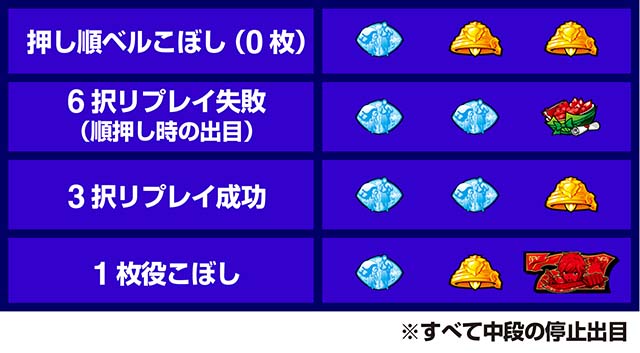 押し順ベルこぼし（0枚）
6択リプレイ失敗
（順押し時の出目）
3択リプレイ成功
1枚役こぼし
※すべて中段の停止出目